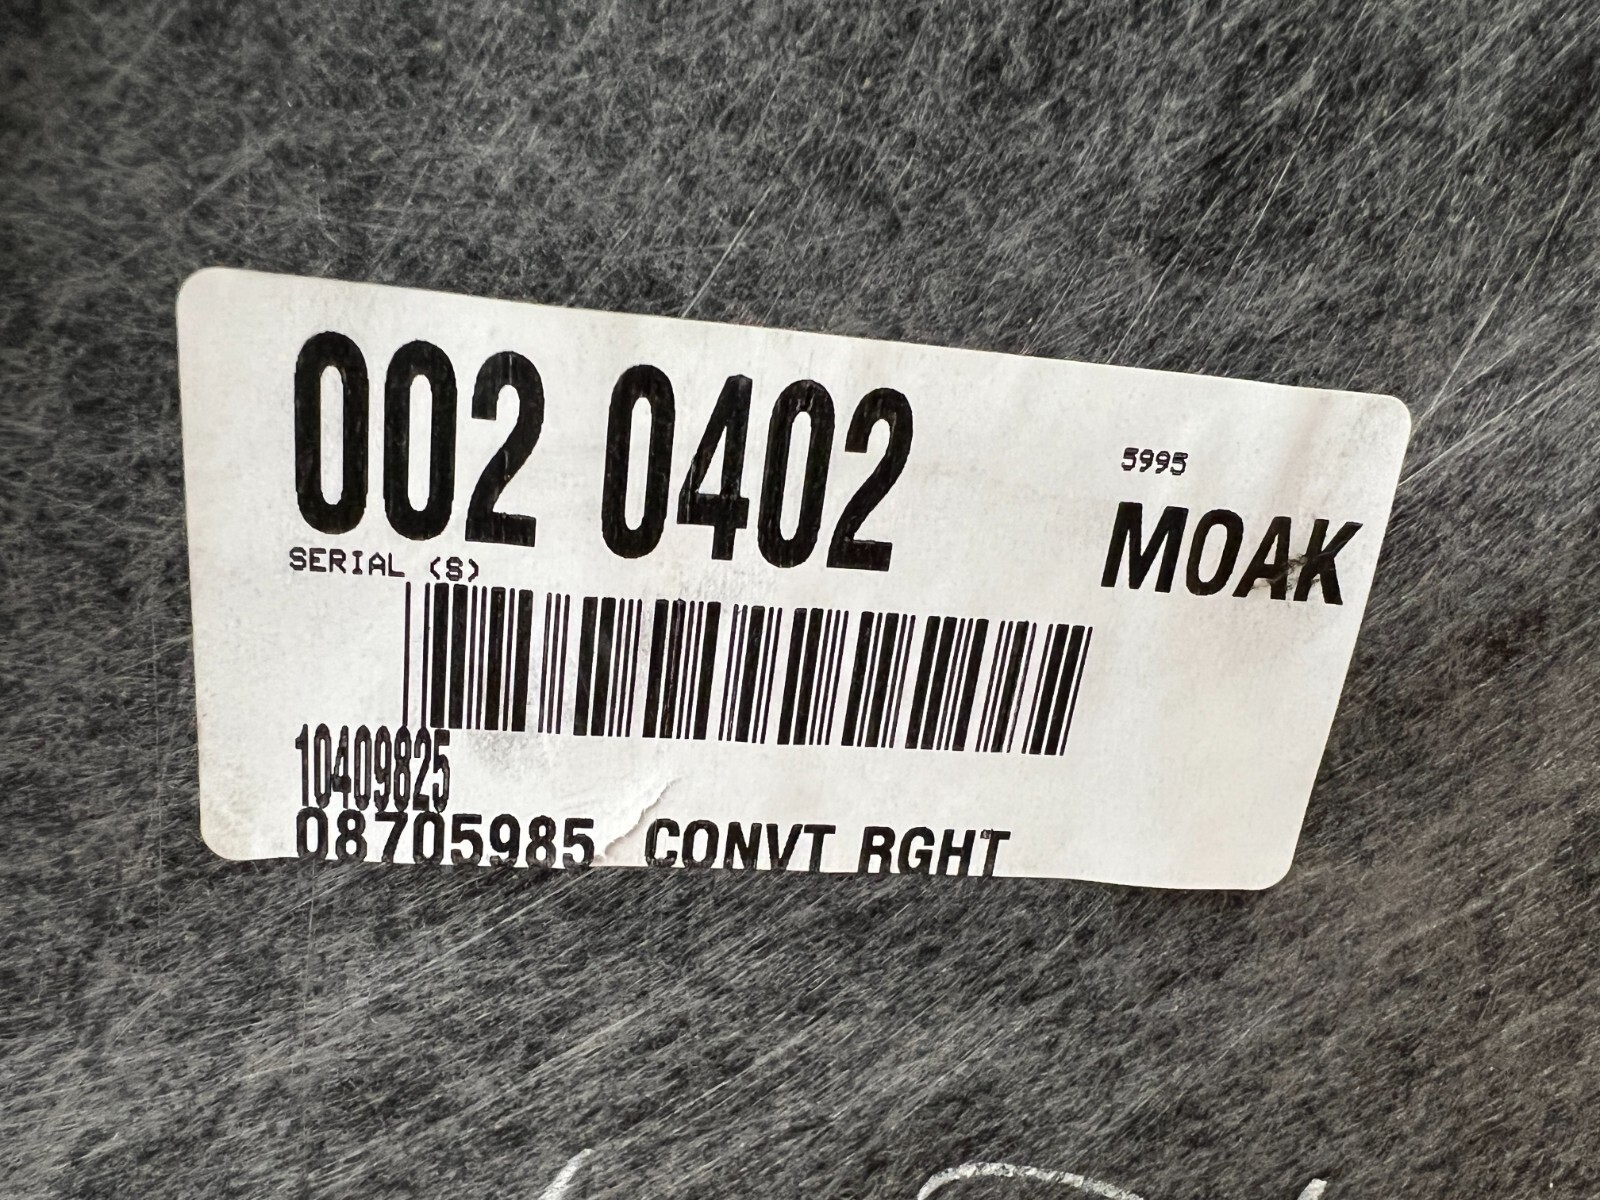 002 0402
5995
MOAK
SERIAL (S)
10409825
08705985 CONVT RGHT